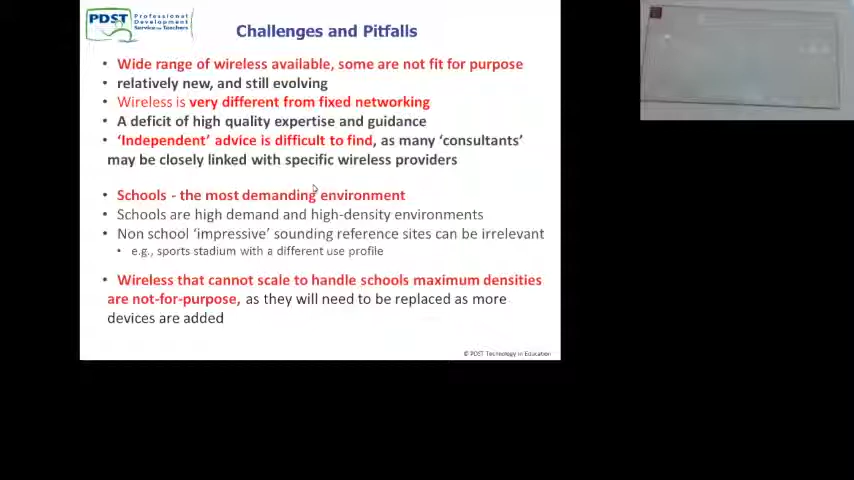 PDST
Professional
Development
Service for Teachers
Challenges and Pitfalls
• Wide range of wireless available, some are not fit for purpose
• relatively new, and still evolving
• Wireless is very different from fixed networking
• A deficit of high quality expertise and guidance
• ‘Independent’ advice is difficult to find, as many ‘consultants’
may be closely linked with specific wireless providers
• Schools - the most demanding environment
• Schools are high demand and high-density environments
• Non school ‘impressive’ sounding reference sites can be irrelevant
• e.g., sports stadium with a different use profile
• Wireless that cannot scale to handle schools maximum densities
are not-for-purpose, as they will need to be replaced as more
devices are added
© PDST Technology in Education